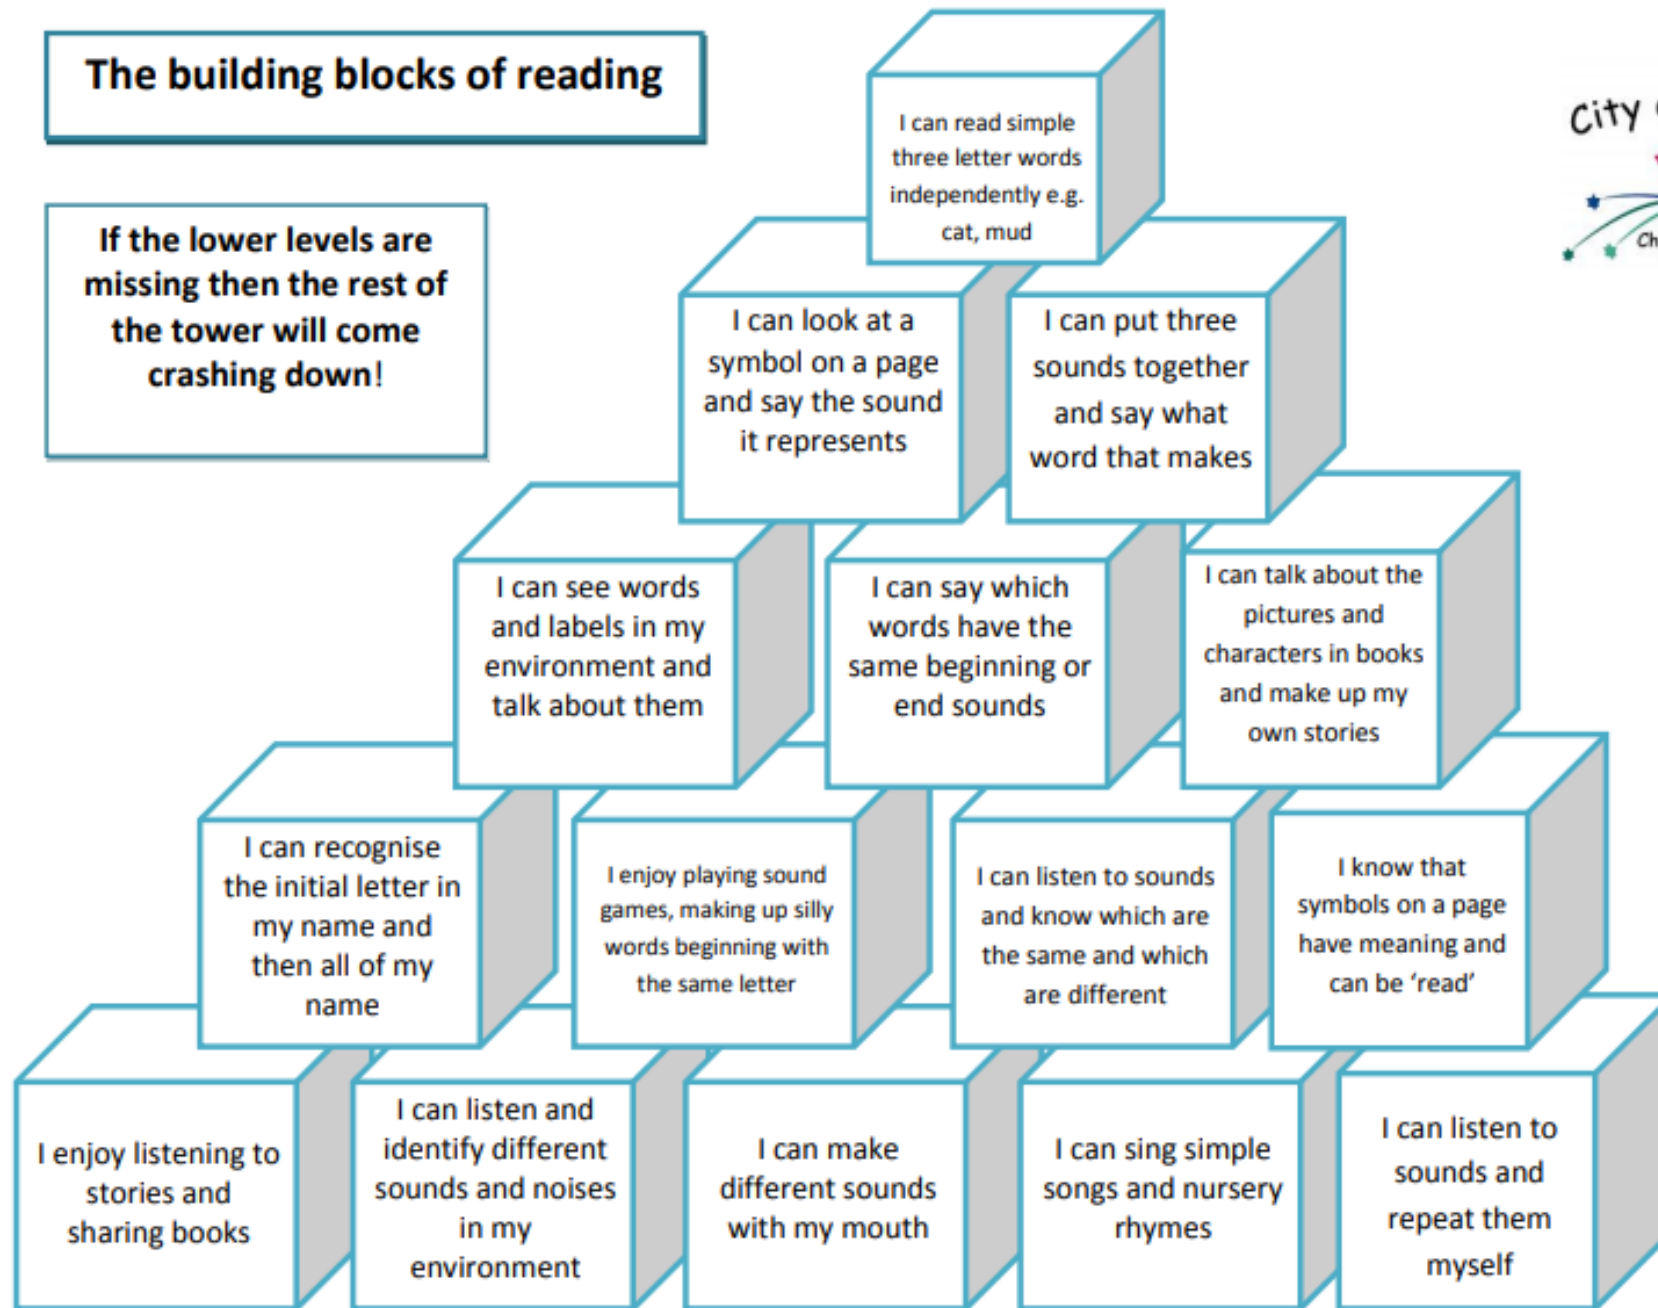 The building blocks of reading
If the lower levels are
missing then the rest of
the tower will come
crashing down!
City
Ch
I can read simple
three letter words
independently e.g.
cat, mud
I can look at a
symbol on a page
and say the sound
it represents
I can put three
sounds together
and say what
word that makes
I can see words
and labels in my
environment and
talk about them
I can say which
words have the
same beginning or
end sounds
I can talk about the
pictures and
characters in books
and make up my
own stories
I can recognise
the initial letter in
my name and
then all of my
name
I enjoy playing sound
games, making up silly
words beginning with
the same letter
I can listen to sounds
and know which are
the same and which
are different
I know that
symbols on a page
have meaning and
can be ‘read’
I enjoy listening to
stories and
sharing books
I can listen and
identify different
sounds and noises
in my
environment
I can make
different sounds
with my mouth
I can sing simple
songs and nursery
rhymes
I can listen to
sounds and
repeat them
myself